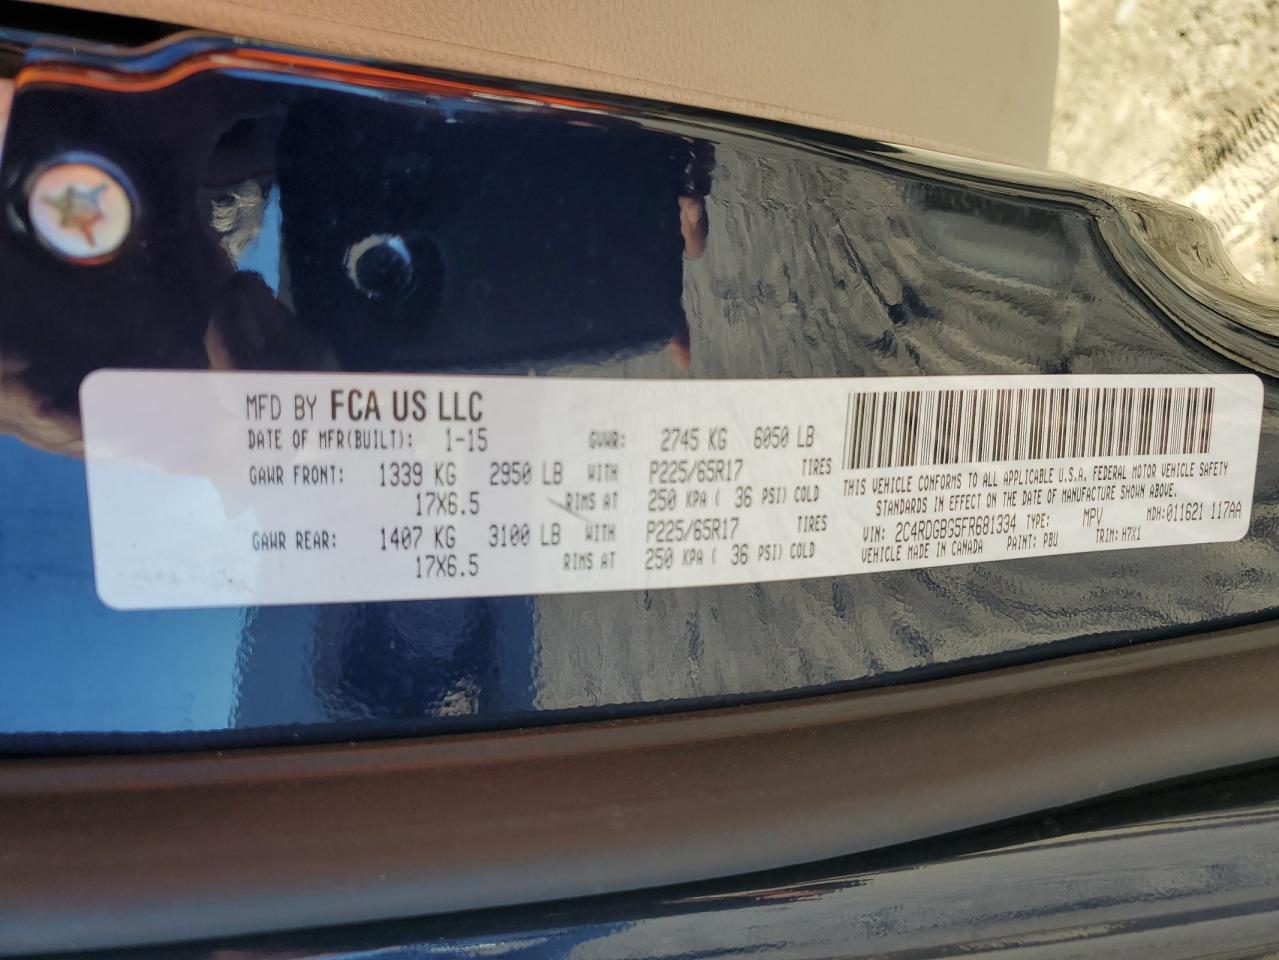 MFD BY FCA US LLC
DATE OF MFR(BUILT): 1-15 GVWR: 2745 KG 6050 LB
GAWR FRONT: 1339 KG 2950 LB WITH P225/65R17 TIRES
17X6.5 RIMS AT 250 KPA ( 36 PSI) COLD
GAWR REAR: 1407 KG 3100 LB WITH P225/65R17 TIRES
17X6.5 RIMS AT 250 KPA ( 36 PSI) COLD
THIS VEHICLE CONFORMS TO ALL APPLICABLE U.S.A. FEDERAL MOTOR VEHICLE SAFETY
STANDARDS IN EFFECT ON THE DATE OF MANUFACTURE SHOWN ABOVE.
VIN: 2C4RDGBG5FR681334 TYPE: MPV MDH: 011621 117AA
VEHICLE MADE IN CANADA PAINT: PBU TRIM: H7X1